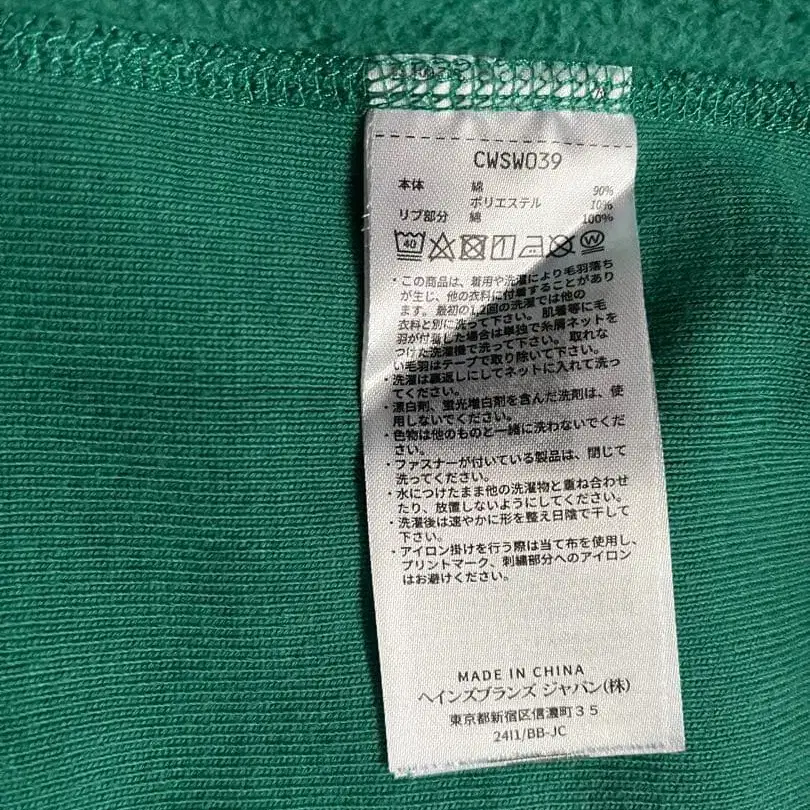 CWSW039
本体 綿 90%
ポリエステル 10%
リブ部分 綿 100%
40 W
・この商品は、着用や洗濯により毛羽落ち
が生じ、他の衣料に付着することがあり
ます。最初の1,2回の洗濯では他の
衣料と別に洗って下さい。肌着等に毛
羽が付着した場合は単独で糸屑ネットを
つけた洗濯機で洗って下さい。取れな
い毛羽はテープで取り除いて下さい。
・洗濯は裏返しにしてネットに入れて洗っ
てください。
・漂白剤、蛍光増白剤を含んだ洗剤は、使
用しないでください。
・色物は他のものと一緒に洗わないでくだ
さい。
・ファスナーが付いている製品は、閉じて
洗ってください。
・水につけたまま他の洗濯物と重ね合わせ
たり、放置しないようにしてください。
・洗濯後は速やかに形を整え日陰で干して
下さい。
・アイロン掛けを行う際は当て布を使用し、
プリントマーク、刺繍部分へのアイロン
はお避けください。
MADE IN CHINA
ヘインズブランズ ジャパン(株)
東京都新宿区信濃町35
24I1/BB-JC